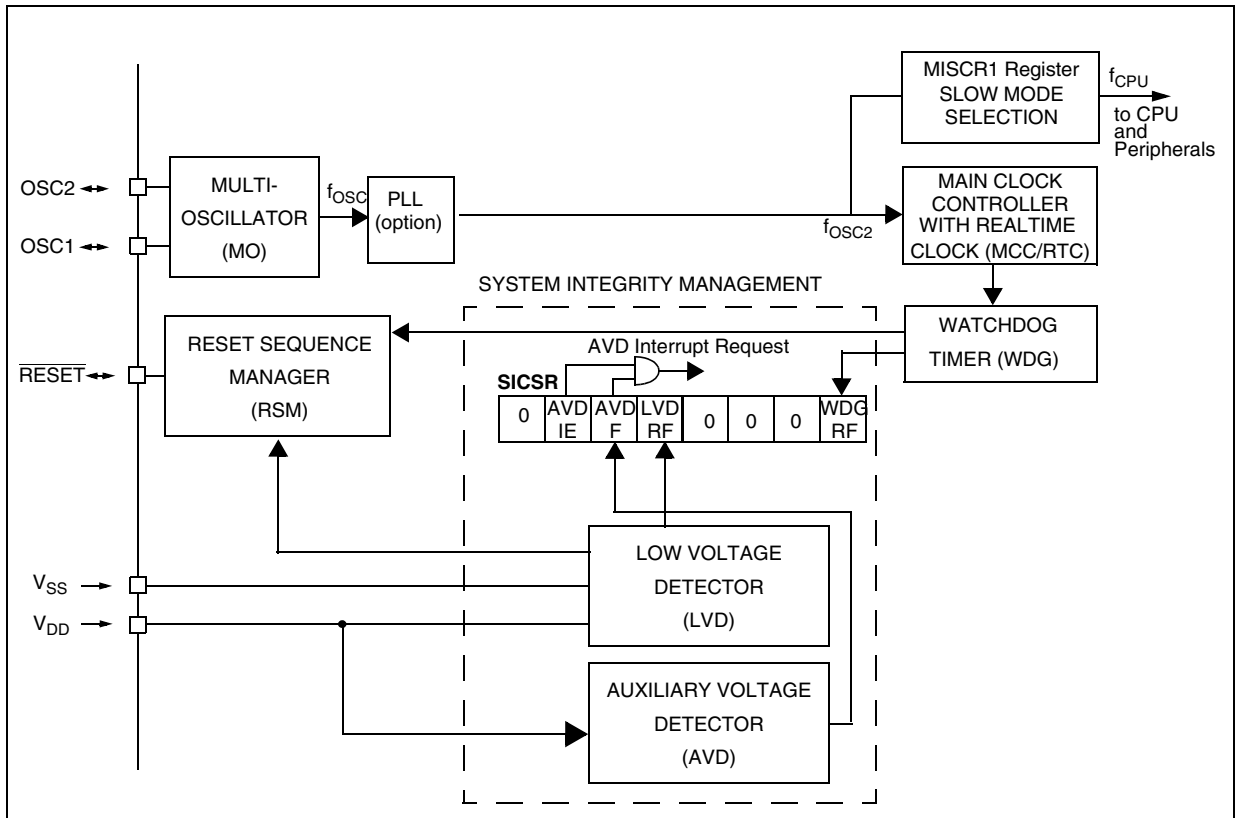 MISCR1 Register
SLOW MODE
SELECTION
fCPU
to CPU
and
Peripherals
OSC2
OSC1
MULTI-
OSCILLATOR
(MO)
fOSC
PLL
(option)
fOSC2
MAIN CLOCK
CONTROLLER
WITH REALTIME
CLOCK (MCC/RTC)
SYSTEM INTEGRITY MANAGEMENT
RESET
RESET SEQUENCE
MANAGER
(RSM)
WATCHDOG
TIMER (WDG)
AVD Interrupt Request
SICSR
0
AVD
IE
AVD
F
LVD
RF
0
0
0
WDG
RF
LOW VOLTAGE
DETECTOR
(LVD)
VSS
VDD
AUXILIARY VOLTAGE
DETECTOR
(AVD)